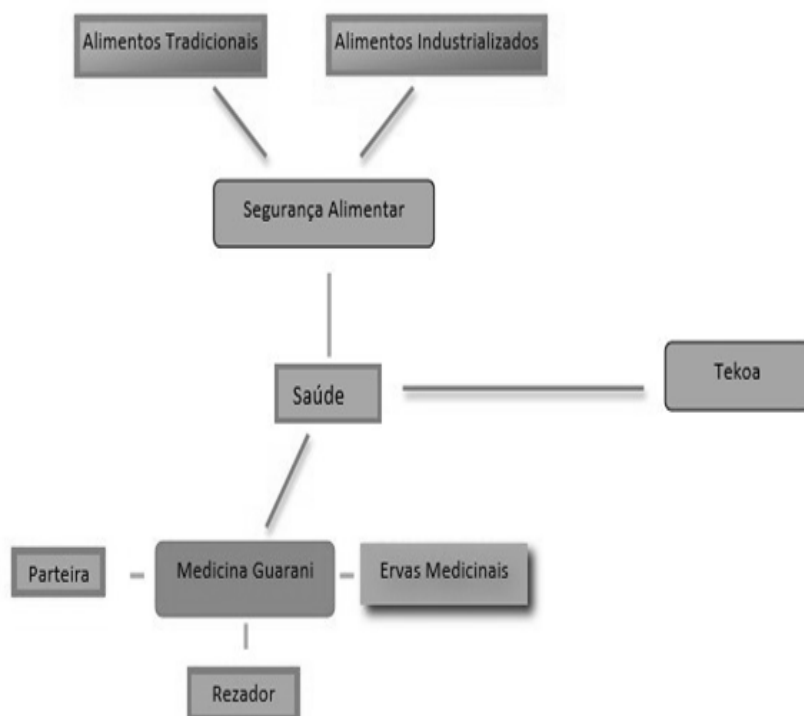 Alimentos Tradicionais
Alimentos Industrializados
Segurança Alimentar
Saúde
Tekoa
Parteira
Medicina Guarani
Ervas Medicinais
Rezador